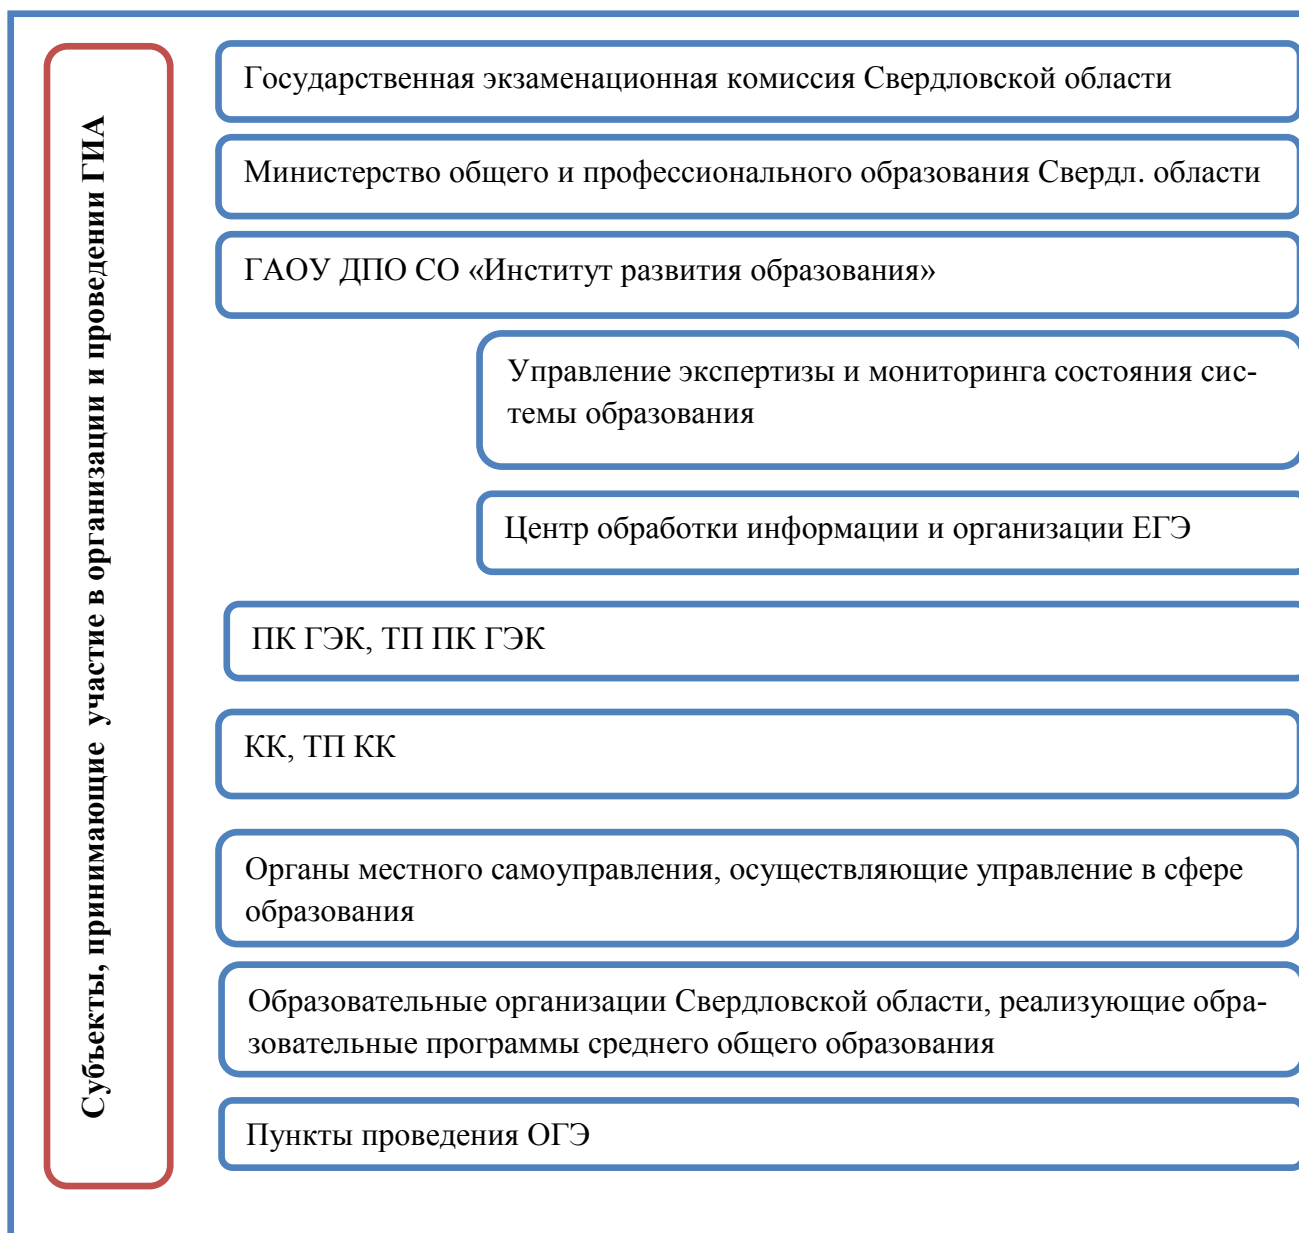 Субъекты, принимающие участие в организации и проведении ГИА
Государственная экзаменационная комиссия Свердловской области
Министерство общего и профессионального образования Свердл. области
ГАОУ ДПО СО «Институт развития образования»
Управление экспертизы и мониторинга состояния сис-
темы образования
Центр обработки информации и организации ЕГЭ
ПК ГЭК, ТП ПК ГЭК
КК, ТП КК
Органы местного самоуправления, осуществляющие управление в сфере
образования
Образовательные организации Свердловской области, реализующие обра-
зовательные программы среднего общего образования
Пункты проведения ОГЭ